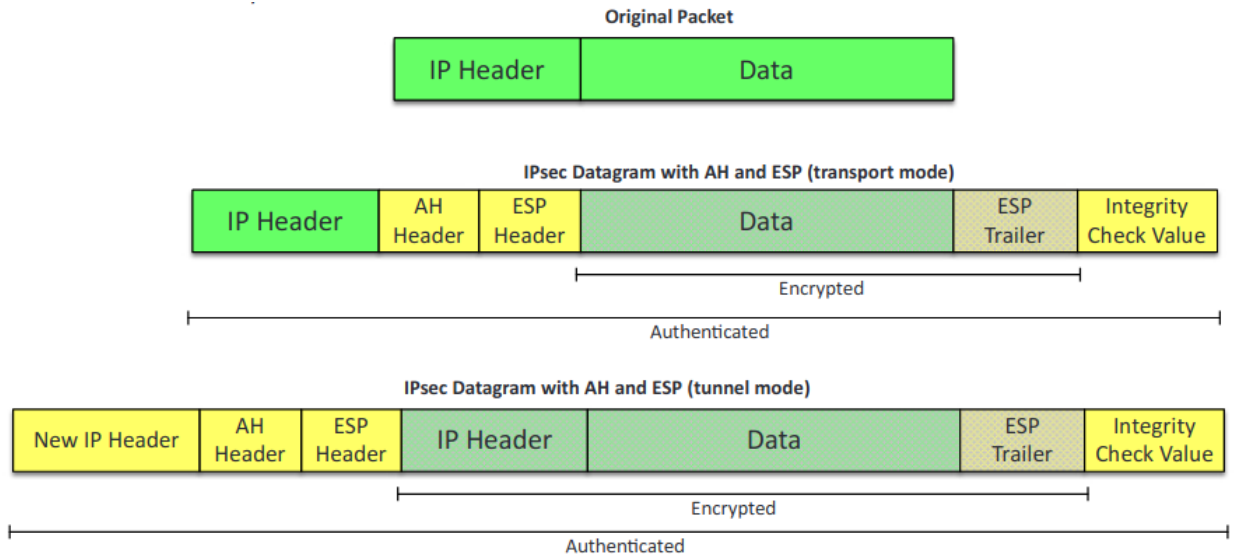 Original Packet
IP Header
Data
IPsec Datagram with AH and ESP (transport mode)
IP Header
AH
Header
ESP
Header
Data
ESP
Trailer
Integrity
Check Value
Encrypted
Authenticated
IPsec Datagram with AH and ESP (tunnel mode)
New IP Header
AH
Header
ESP
Header
IP Header
Data
ESP
Trailer
Integrity
Check Value
Encrypted
Authenticated